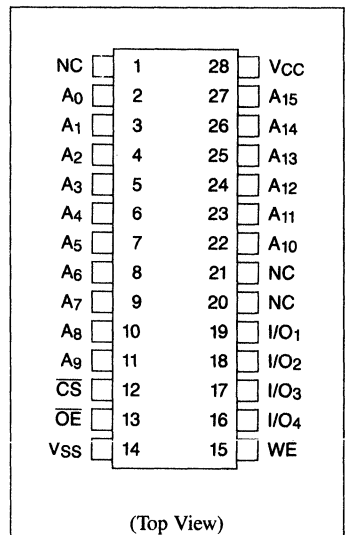 NC 1 28 VCC
A0 2 27 A15
A1 3 26 A14
A2 4 25 A13
A3 5 24 A12
A4 6 23 A11
A5 7 22 A10
A6 8 21 NC
A7 9 20 NC
A8 10 19 I/O1
A9 11 18 I/O2
C̅S̅ 12 17 I/O3
O̅E̅ 13 16 I/O4
VSS 14 15 WE
(Top View)